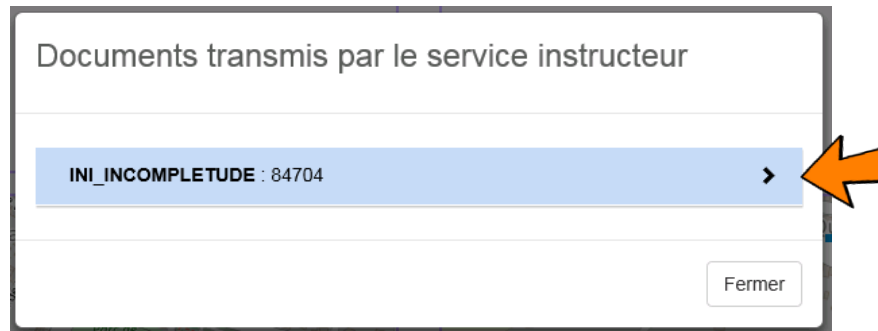 Documents transmis par le service instructeur
INI_INCOMPLETUDE : 84704
Fermer